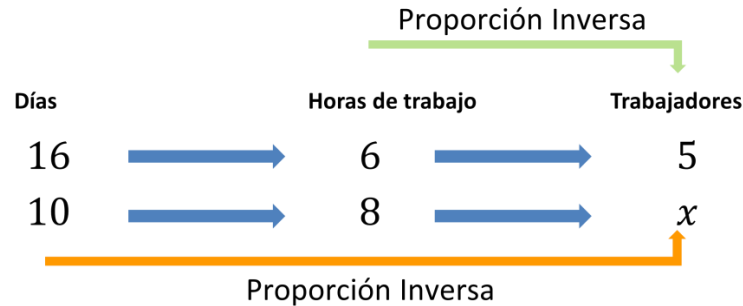 Proporción Inversa
Días Horas de trabajo Trabajadores
16 6 5
10 8 x
Proporción Inversa